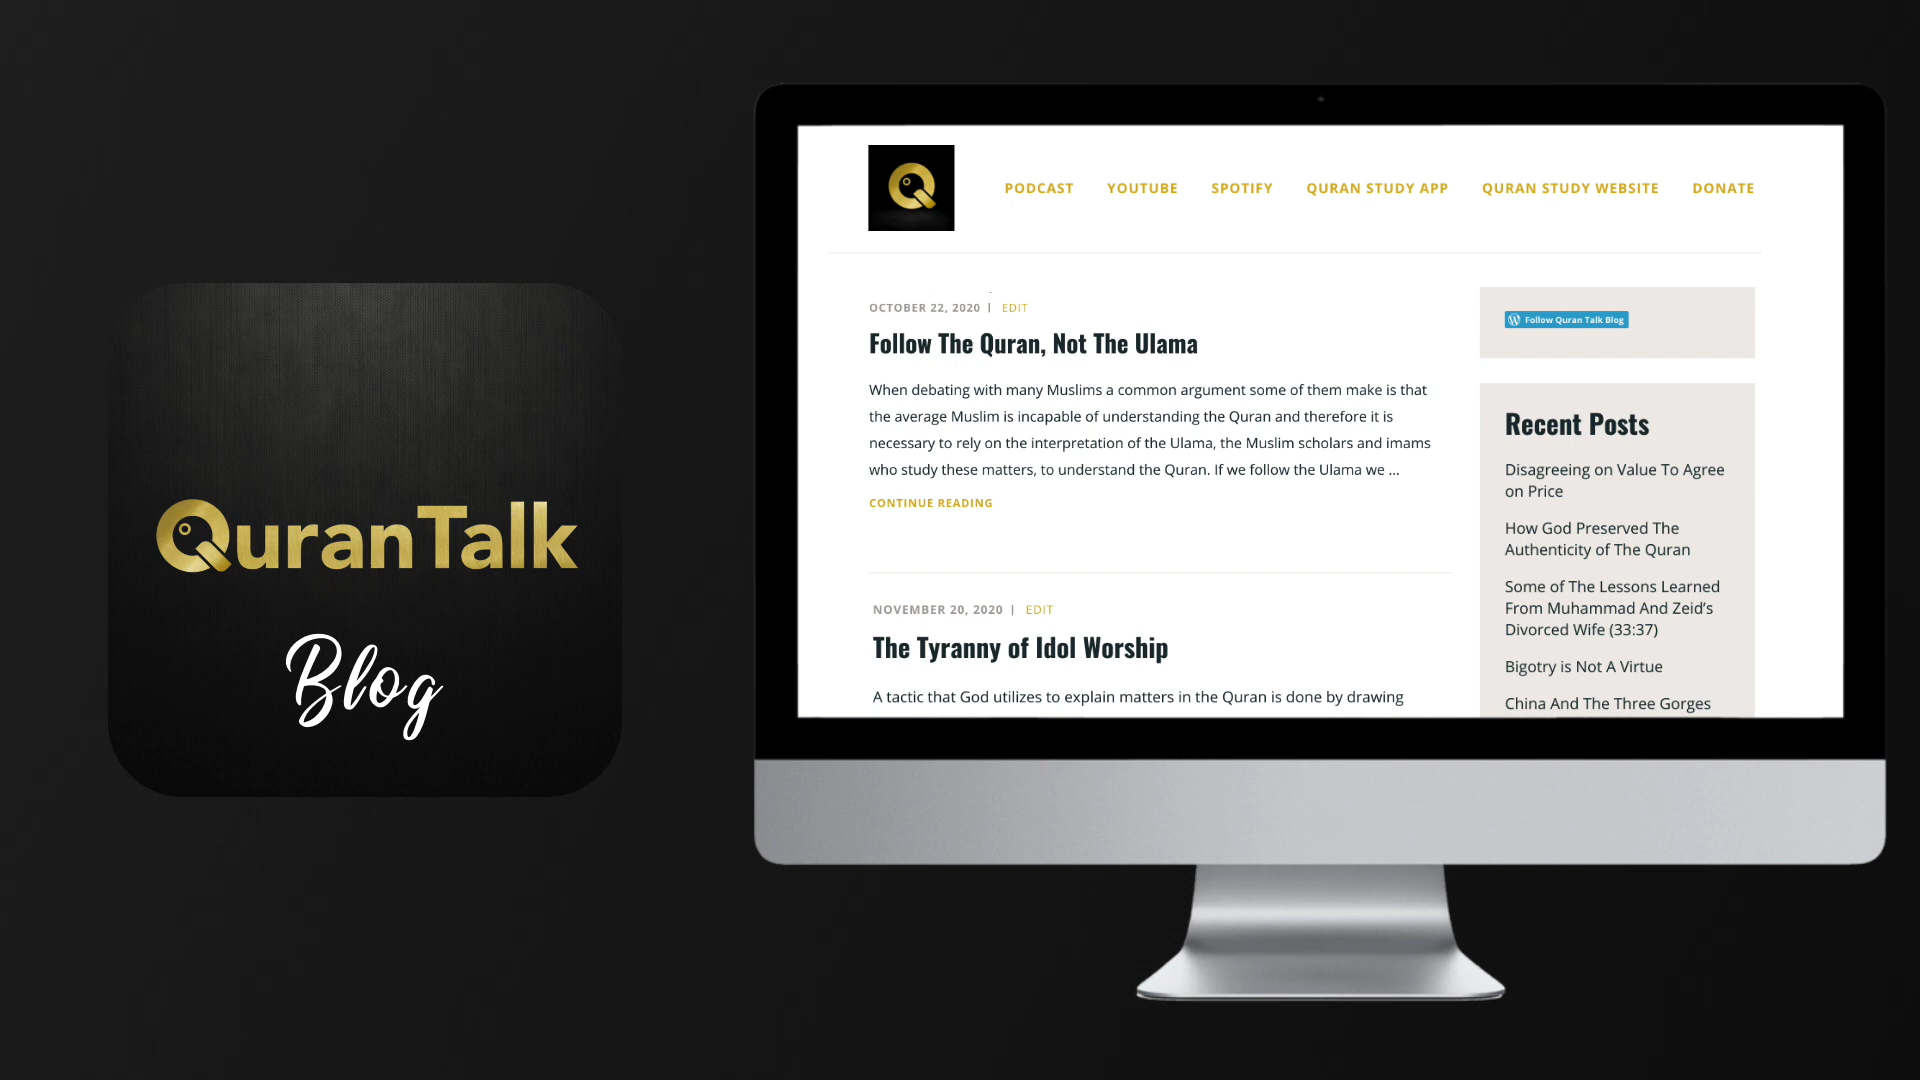 QuranTalk
Blog
PODCAST YOUTUBE SPOTIFY QURAN STUDY APP QURAN STUDY WEBSITE DONATE
OCTOBER 22, 2020 | EDIT
Follow The Quran, Not The Ulama
When debating with many Muslims a common argument some of them make is that
the average Muslim is incapable of understanding the Quran and therefore it is
necessary to rely on the interpretation of the Ulama, the Muslim scholars and imams
who study these matters, to understand the Quran. If we follow the Ulama we ...
CONTINUE READING
NOVEMBER 20, 2020 | EDIT
The Tyranny of Idol Worship
A tactic that God utilizes to explain matters in the Quran is done by drawing
Follow Quran Talk Blog
Recent Posts
Disagreeing on Value To Agree
on Price
How God Preserved The
Authenticity of The Quran
Some of The Lessons Learned
From Muhammad And Zeid’s
Divorced Wife (33:37)
Bigotry is Not A Virtue
China And The Three Gorges